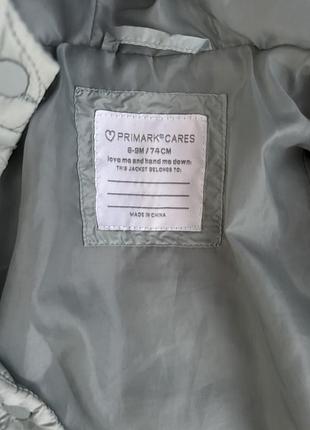 ♡ PRIMARK® CARES
6-9M / 74CM
love me and hand me down
THIS JACKET BELONGS TO:
MADE IN CHINA